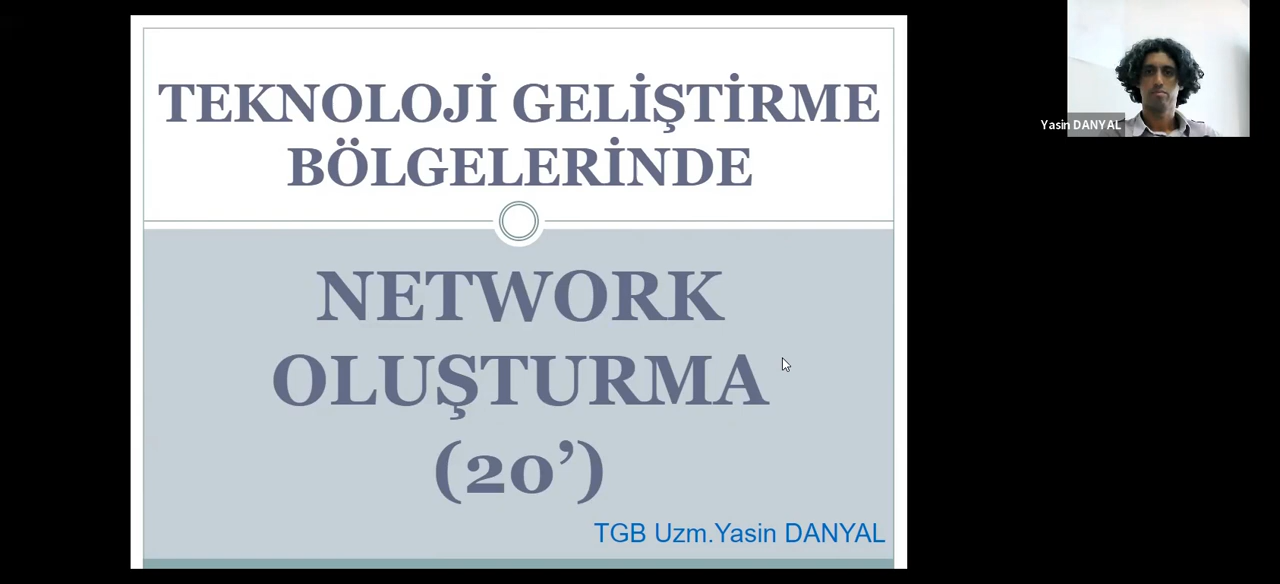 TEKNOLOJİ GELİŞTİRME
BÖLGELERİNDE
NETWORK
OLUŞTURMA
(20’)
TGB Uzm.Yasin DANYAL
Yasin DANYAL